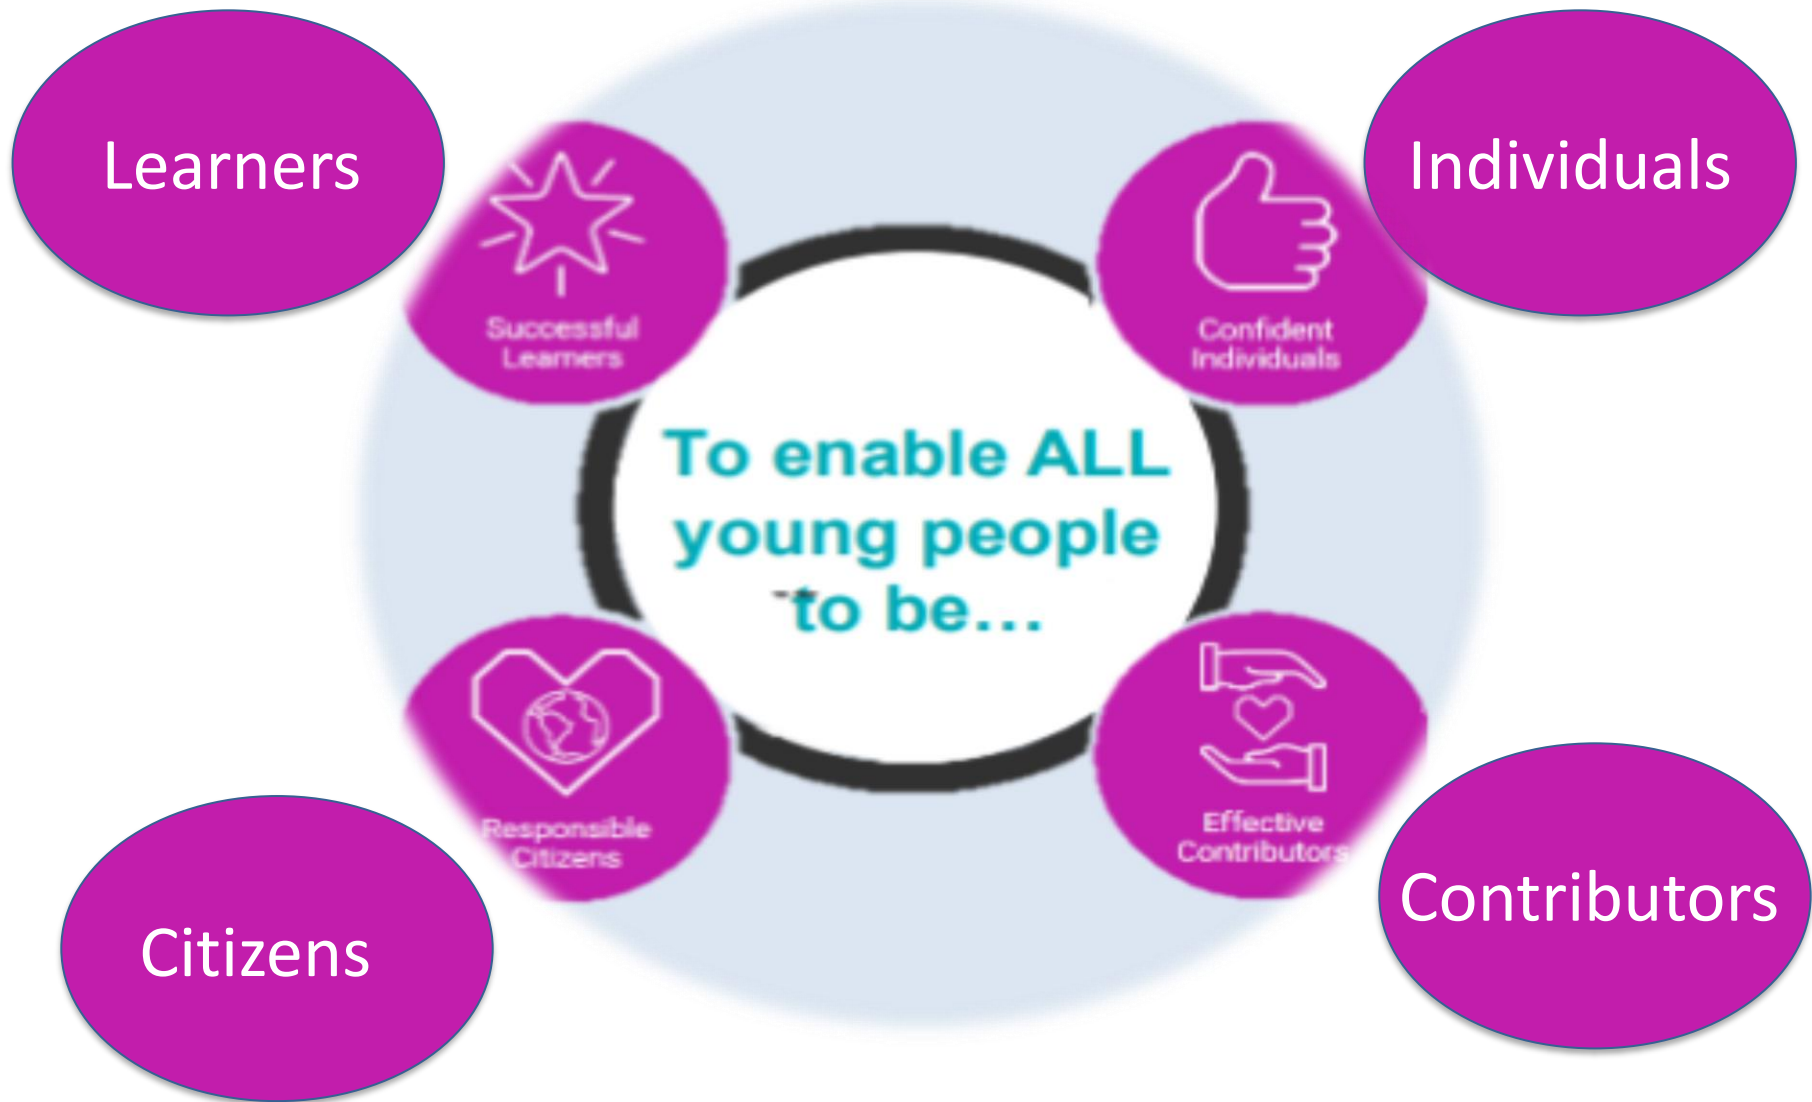 Learners
Individuals
Successful
Learners
Confident
Individuals
To enable ALL
young people
to be...
Responsible
Citizens
Effective
Contributors
Citizens
Contributors